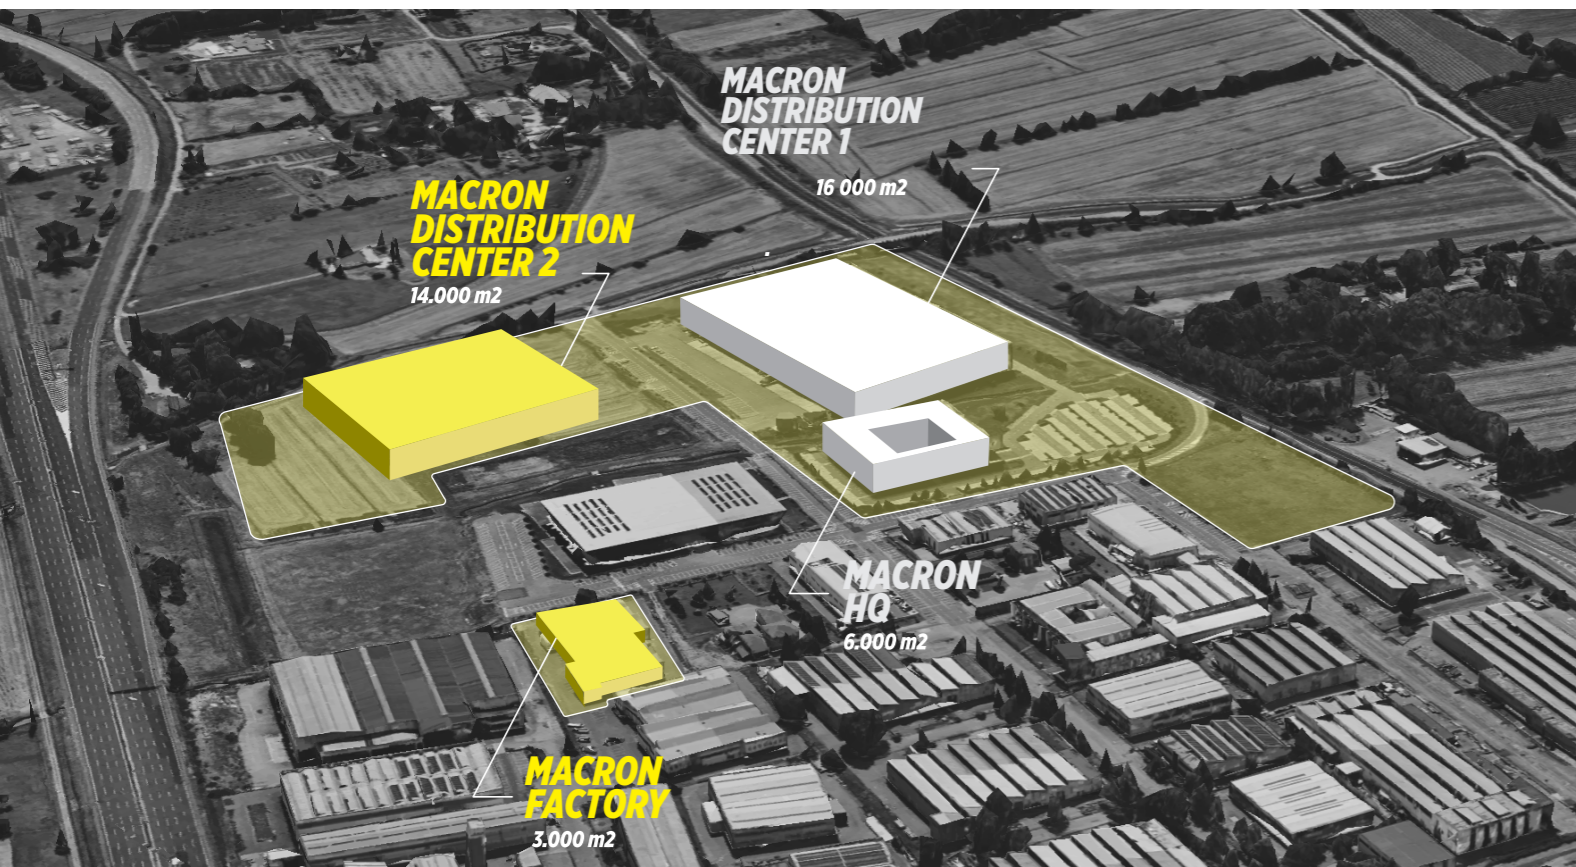 MACRON
DISTRIBUTION
CENTER 1
16 000 m2
MACRON
DISTRIBUTION
CENTER 2
14.000 m2
MACRON
HQ
6.000 m2
MACRON
FACTORY
3.000 m2